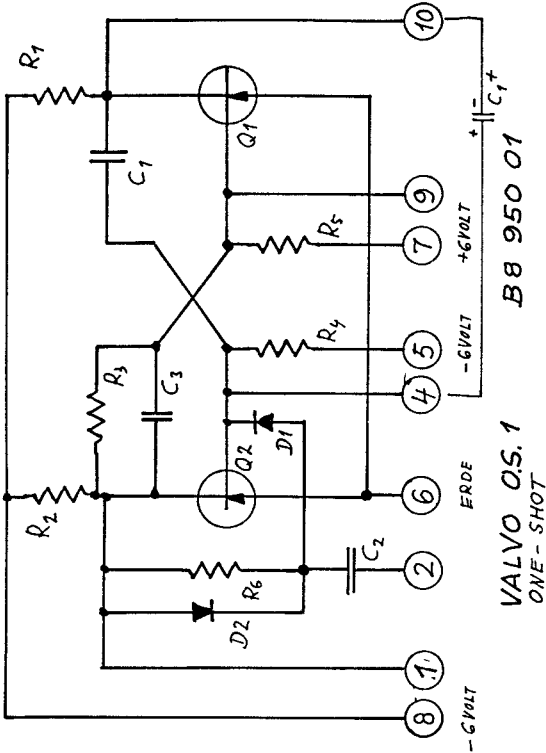 R1
C1
Q1
R2
R3
C3
Q2
R4
R5
D1
R6
D2
C2
8
1
2
6
4
5
7
9
10
-6VOLT
ERDE
-6VOLT
+6VOLT
+ -
C1+
VALVO O.S. 1
ONE-SHOT
B8 950 01